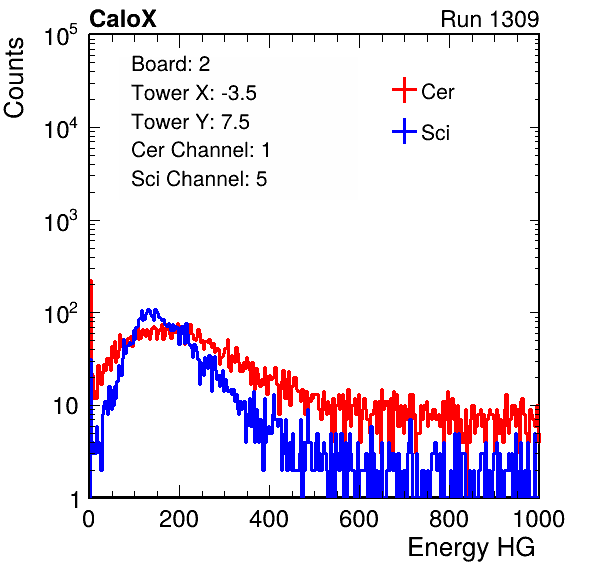 CaloX Run 1309
Counts
Board: 2
Tower X: -3.5
Tower Y: 7.5
Cer Channel: 1
Sci Channel: 5
Cer
Sci
10^5
10^4
10^3
10^2
10
1
0 200 400 600 800 1000
Energy HG